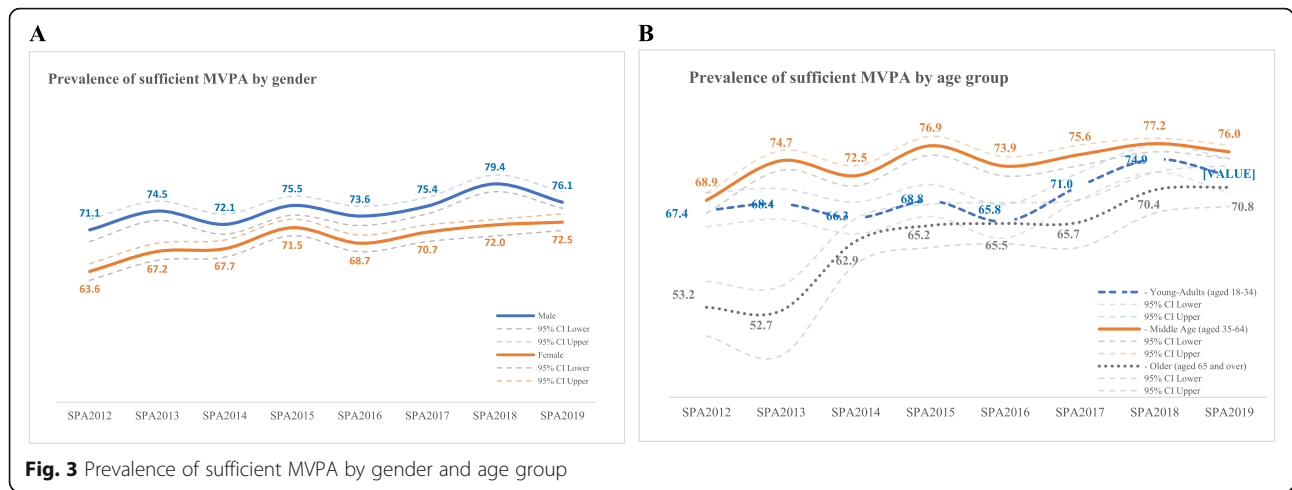 A
Prevalence of sufficient MVPA by gender
71.1 74.5 72.1 75.5 73.6 75.4 79.4 76.1
63.6 67.2 67.7 71.5 68.7 70.7 72.0 72.5
Male
95% CI Lower
95% CI Upper
Female
95% CI Lower
95% CI Upper
SPA2012 SPA2013 SPA2014 SPA2015 SPA2016 SPA2017 SPA2018 SPA2019
B
Prevalence of sufficient MVPA by age group
68.9 74.7 72.5 76.9 73.9 75.6 77.2 76.0
67.4 68.4 66.3 68.8 65.8 71.0 74.9 [VALUE]
53.2 52.7 62.9 65.2 65.5 65.7 70.4 70.8
- Young-Adults (aged 18-34)
95% CI Lower
95% CI Upper
- Middle Age (aged 35-64)
95% CI Lower
95% CI Upper
- Older (aged 65 and over)
95% CI Lower
95% CI Upper
SPA2012 SPA2013 SPA2014 SPA2015 SPA2016 SPA2017 SPA2018 SPA2019
Fig. 3 Prevalence of sufficient MVPA by gender and age group